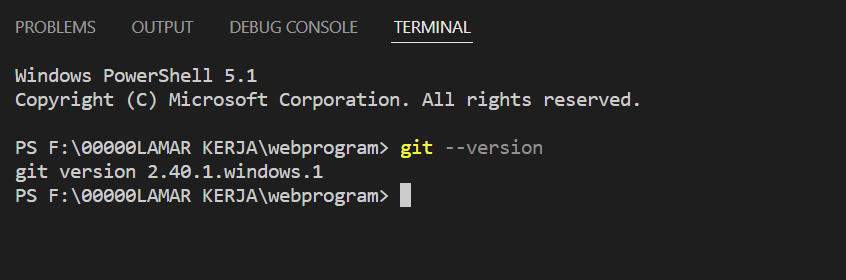 PROBLEMS OUTPUT DEBUG CONSOLE TERMINAL
Windows PowerShell 5.1
Copyright (C) Microsoft Corporation. All rights reserved.
PS F:\00000LAMAR KERJA\webprogram> git --version
git version 2.40.1.windows.1
PS F:\00000LAMAR KERJA\webprogram>